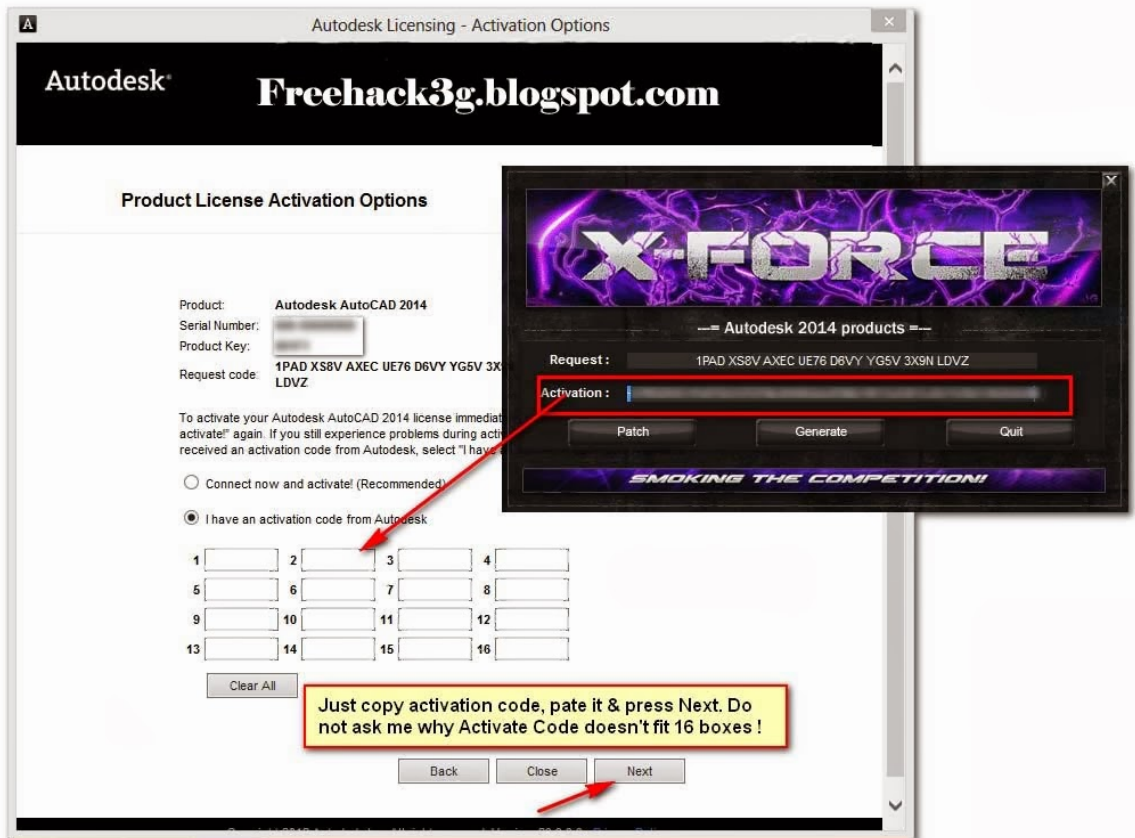 Autodesk Licensing - Activation Options
Autodesk
Freehack3g.blogspot.com
Product License Activation Options
Product: Autodesk AutoCAD 2014
Serial Number:
Product Key:
Request code: 1PAD XS8V AXEC UE76 D6VY YG5V 3X9N
LDVZ
To activate your Autodesk AutoCAD 2014 license
activate!" again. If you still experience problems during
received an activation code from Autodesk, select "I have
Connect now and activate! (Recommended)
I have an activation code from Autodesk
1 2 3 4
5 6 7 8
9 10 11 12
13 14 15 16
Clear All
Just copy activation code, pate it & press Next. Do
not ask me why Activate Code doesn't fit 16 boxes !
Back Close Next
X-FORCE
---= Autodesk 2014 products =---
Request : 1PAD XS8V AXEC UE76 D6VY YG5V 3X9N LDVZ
Activation :
Patch Generate Quit
SMOKING THE COMPETITION!